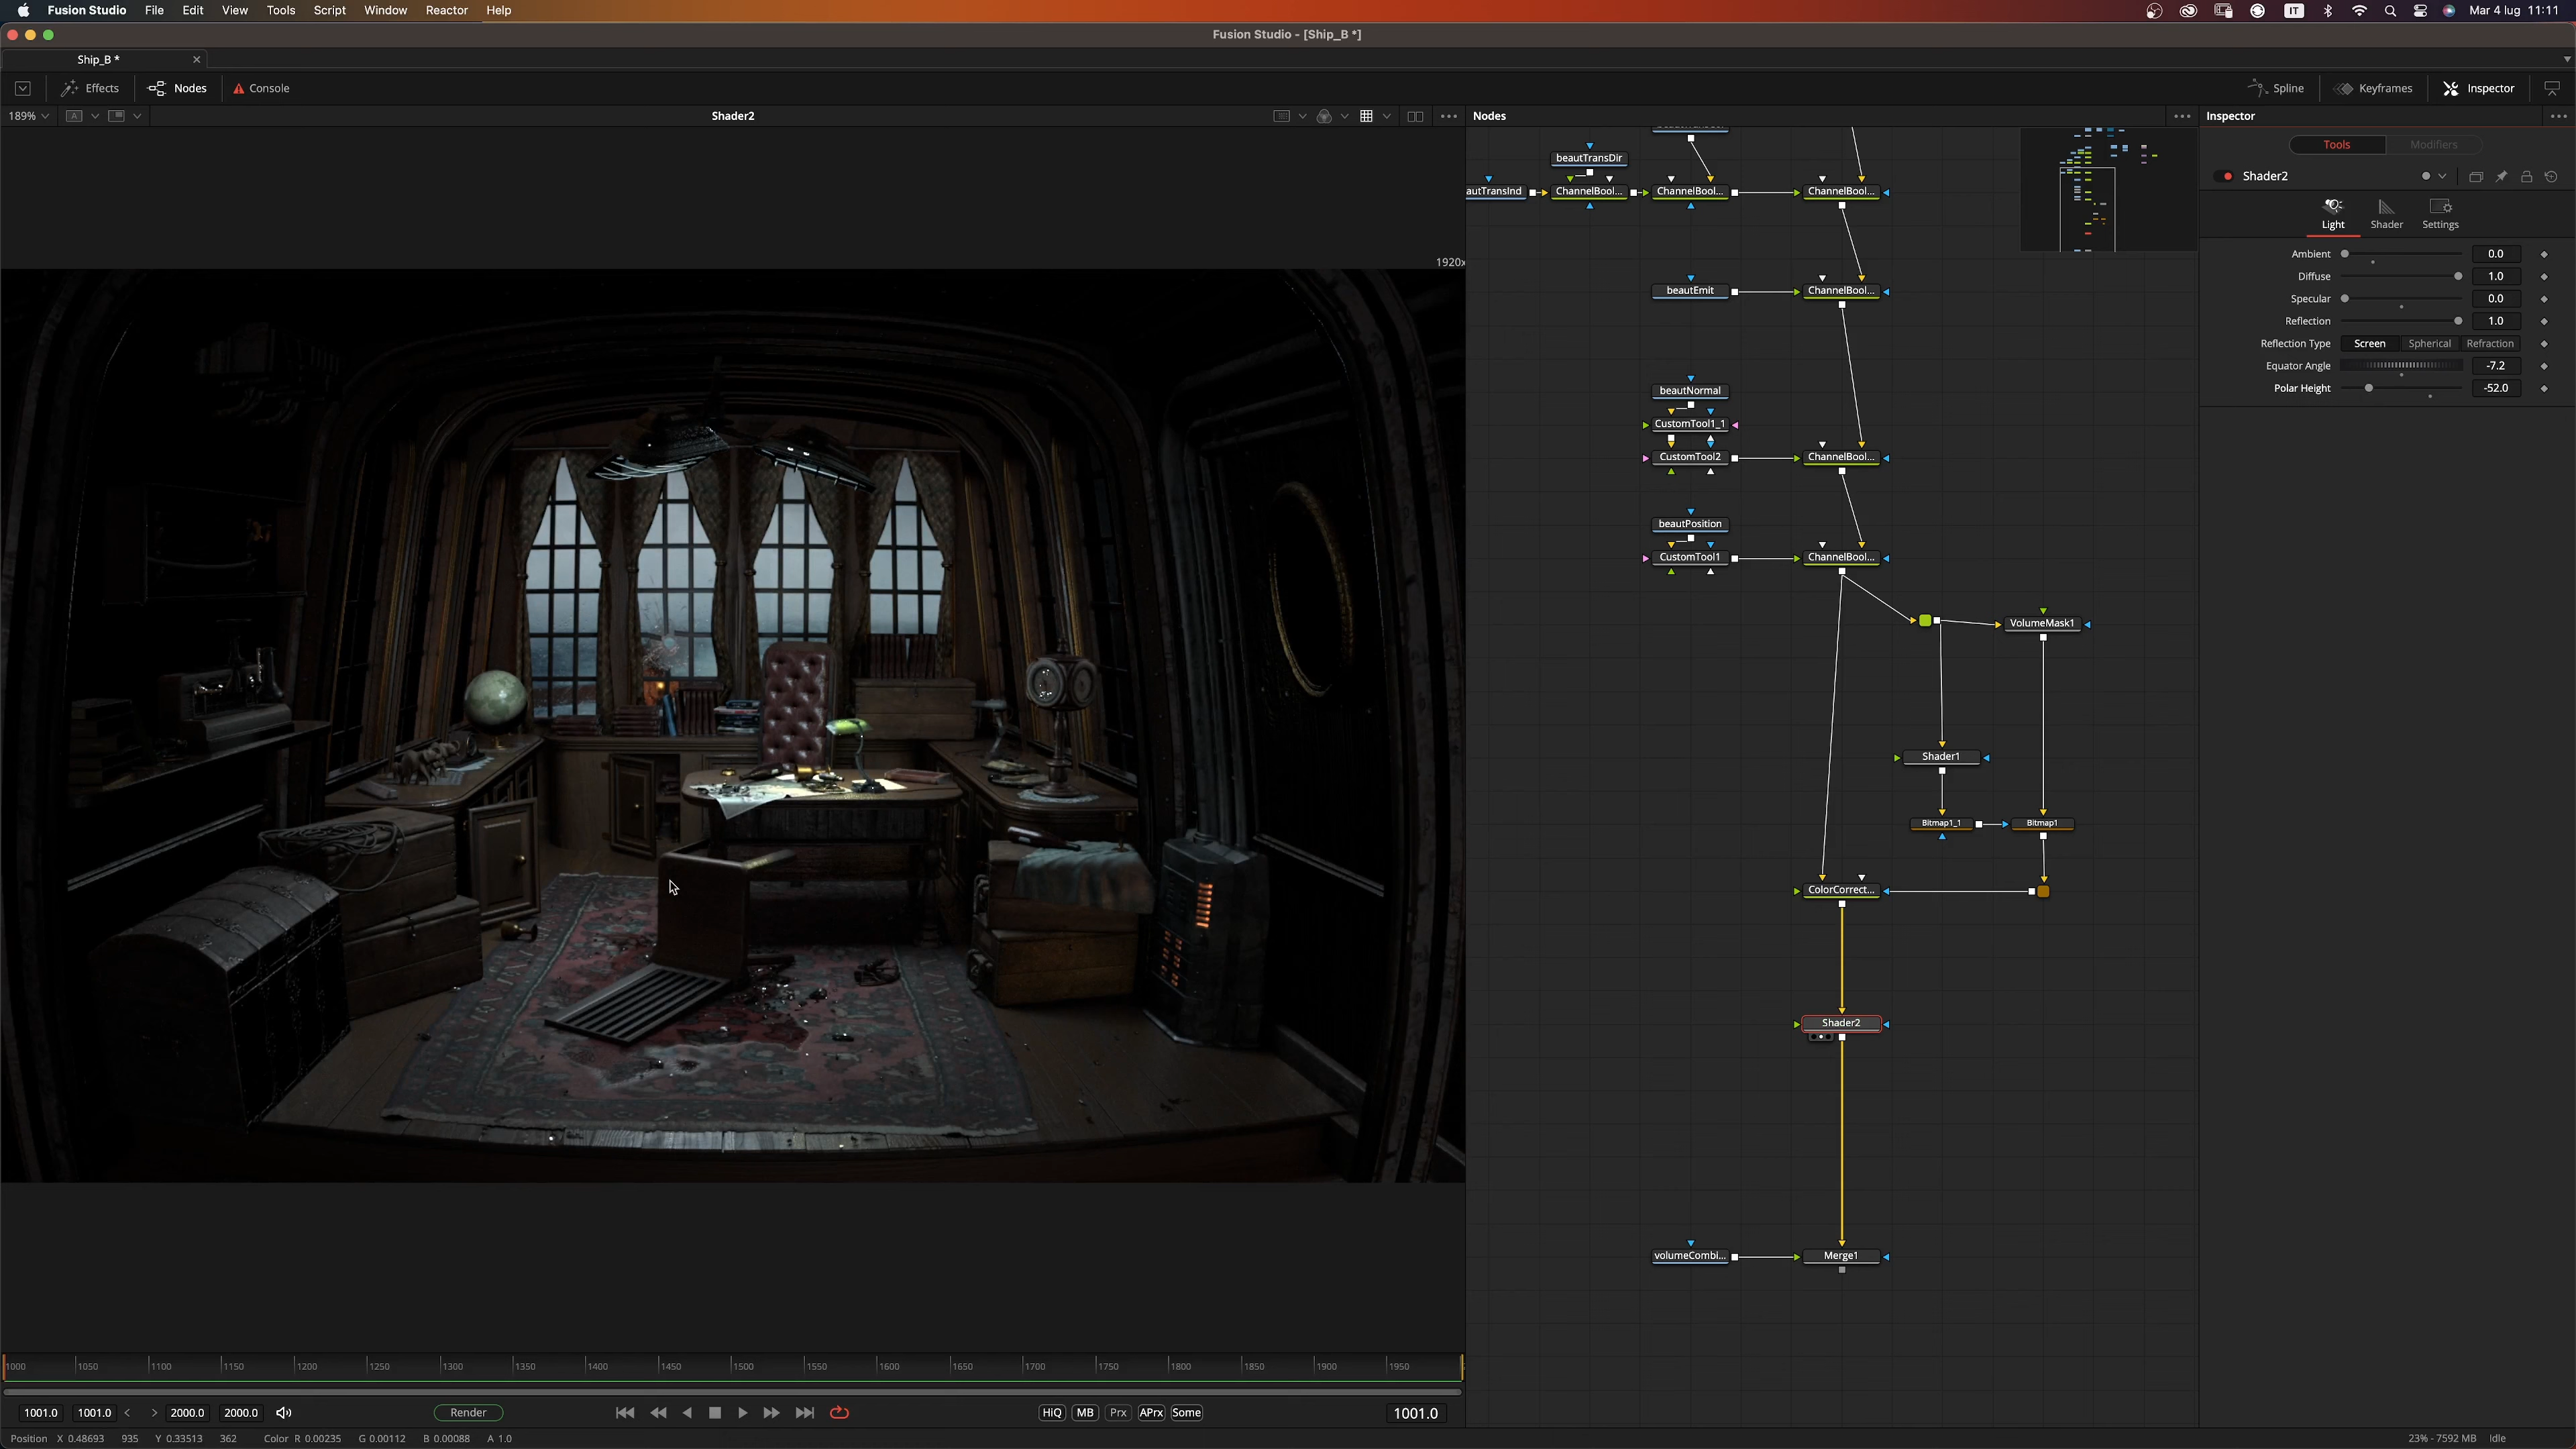 Fusion Studio File Edit View Tools Script Window Reactor Help IT Mar 4 lug 11:11
Fusion Studio - [Ship_B *]
Ship_B *
Effects Nodes Console Spline Keyframes Inspector
189% A Shader2 Nodes Inspector
Tools Modifiers
beautTransDir
Shader2
autTransInd ChannelBool... ChannelBool... ChannelBool...
Light Shader Settings
Ambient 0.0
1920x
Diffuse 1.0
beautEmit ChannelBool...
Specular 0.0
Reflection 1.0
Reflection Type Screen Spherical Refraction
Equator Angle -7.2
Polar Height -52.0
beautNormal
CustomTool1_1
CustomTool2 ChannelBool...
beautPosition
CustomTool1 ChannelBool...
VolumeMask1
Shader1
Bitmap1_1 Bitmap1
ColorCorrect...
Shader2
volumeCombi... Merge1
1000 1050 1100 1150 1200 1250 1300 1350 1400 1450 1500 1550 1600 1650 1700 1750 1800 1850 1900 1950
1001.0 1001.0 < > 2000.0 2000.0 Render HiQ MB Prx APrx Some 1001.0
Position X 0.48693 935 Y 0.33513 362 Color R 0.00235 G 0.00112 B 0.00088 A 1.0 23% - 7592 MB Idle